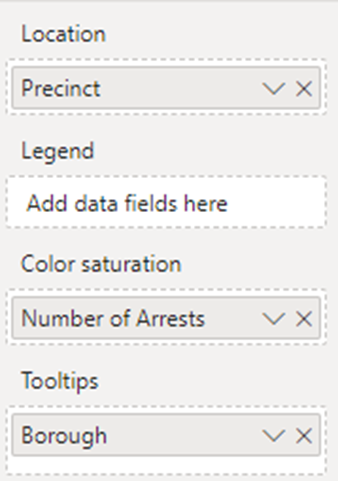 Location
Precinct
Legend
Add data fields here
Color saturation
Number of Arrests
Tooltips
Borough